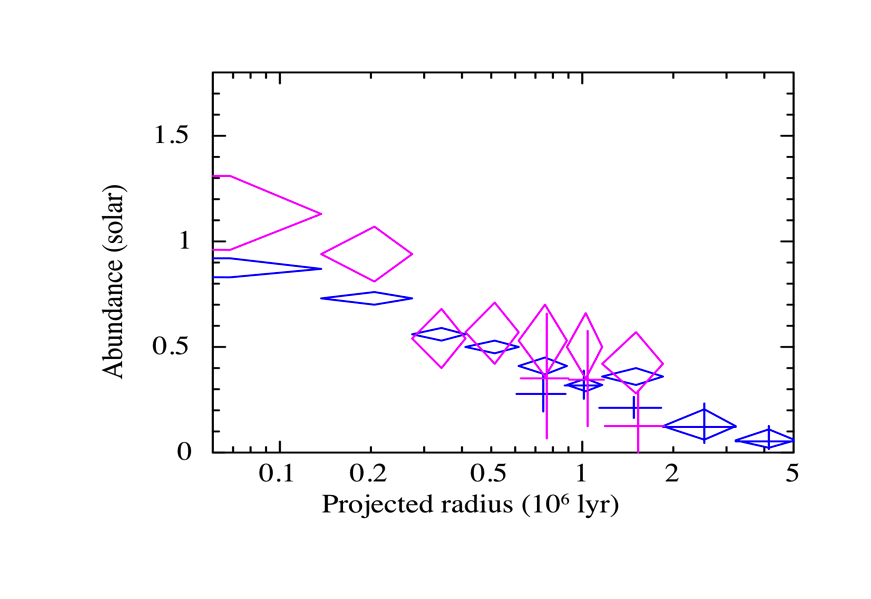 1.5
1
0.5
0
Abundance (solar)
0.1 0.2 0.5 1 2 5
Projected radius (10⁶ lyr)